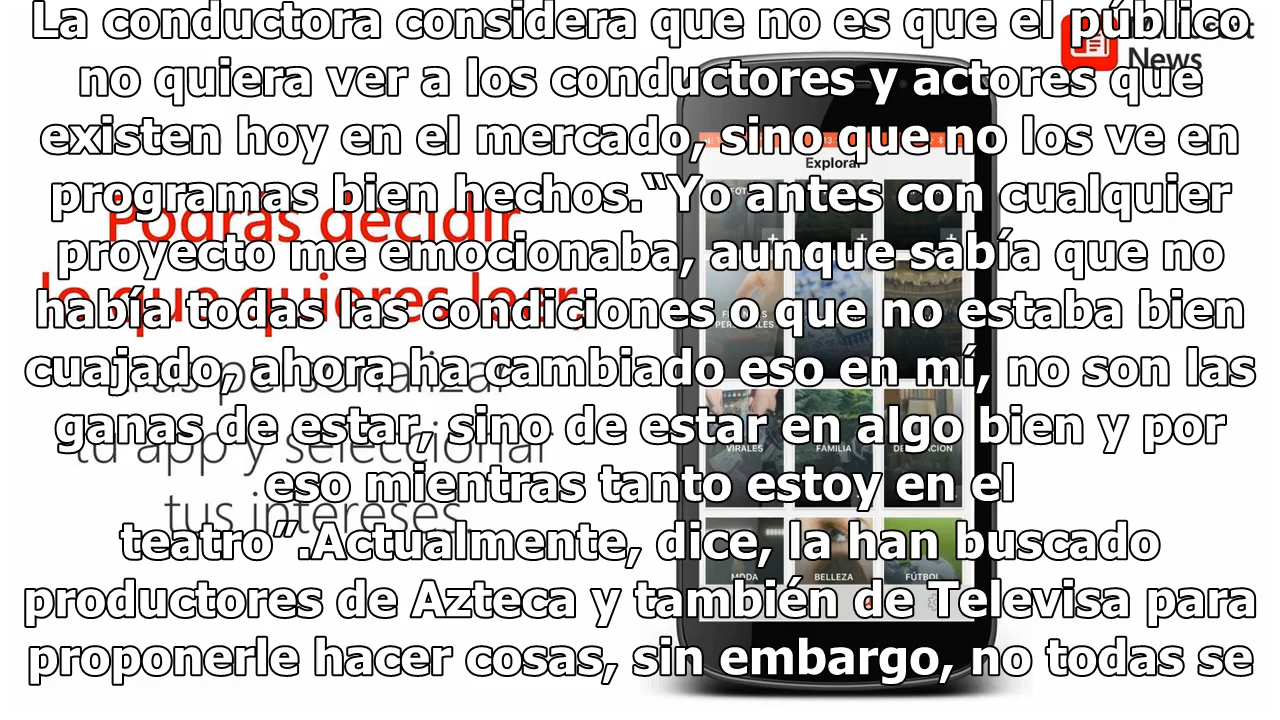 La conductora considera que no es que el público
no quiera ver a los conductores y actores que
existen hoy en el mercado, sino que no los ve en
programas bien hechos.“Yo antes con cualquier
proyecto me emocionaba, aunque sabía que no
había todas las condiciones o que no estaba bien
cuajado, ahora ha cambiado eso en mí, no son las
ganas de estar, sino de estar en algo bien y por
eso mientras tanto estoy en el
teatro”.Actualmente, dice, la han buscado
productores de Azteca y también de Televisa para
proponerle hacer cosas, sin embargo, no todas se
Podrás decidir
lo que quieres leer,
personalizar
tu app y seleccionar
tus intereses
News
Explorar
VIRALES
FAMILIA
MODA
BELLEZA
FÚTBOL